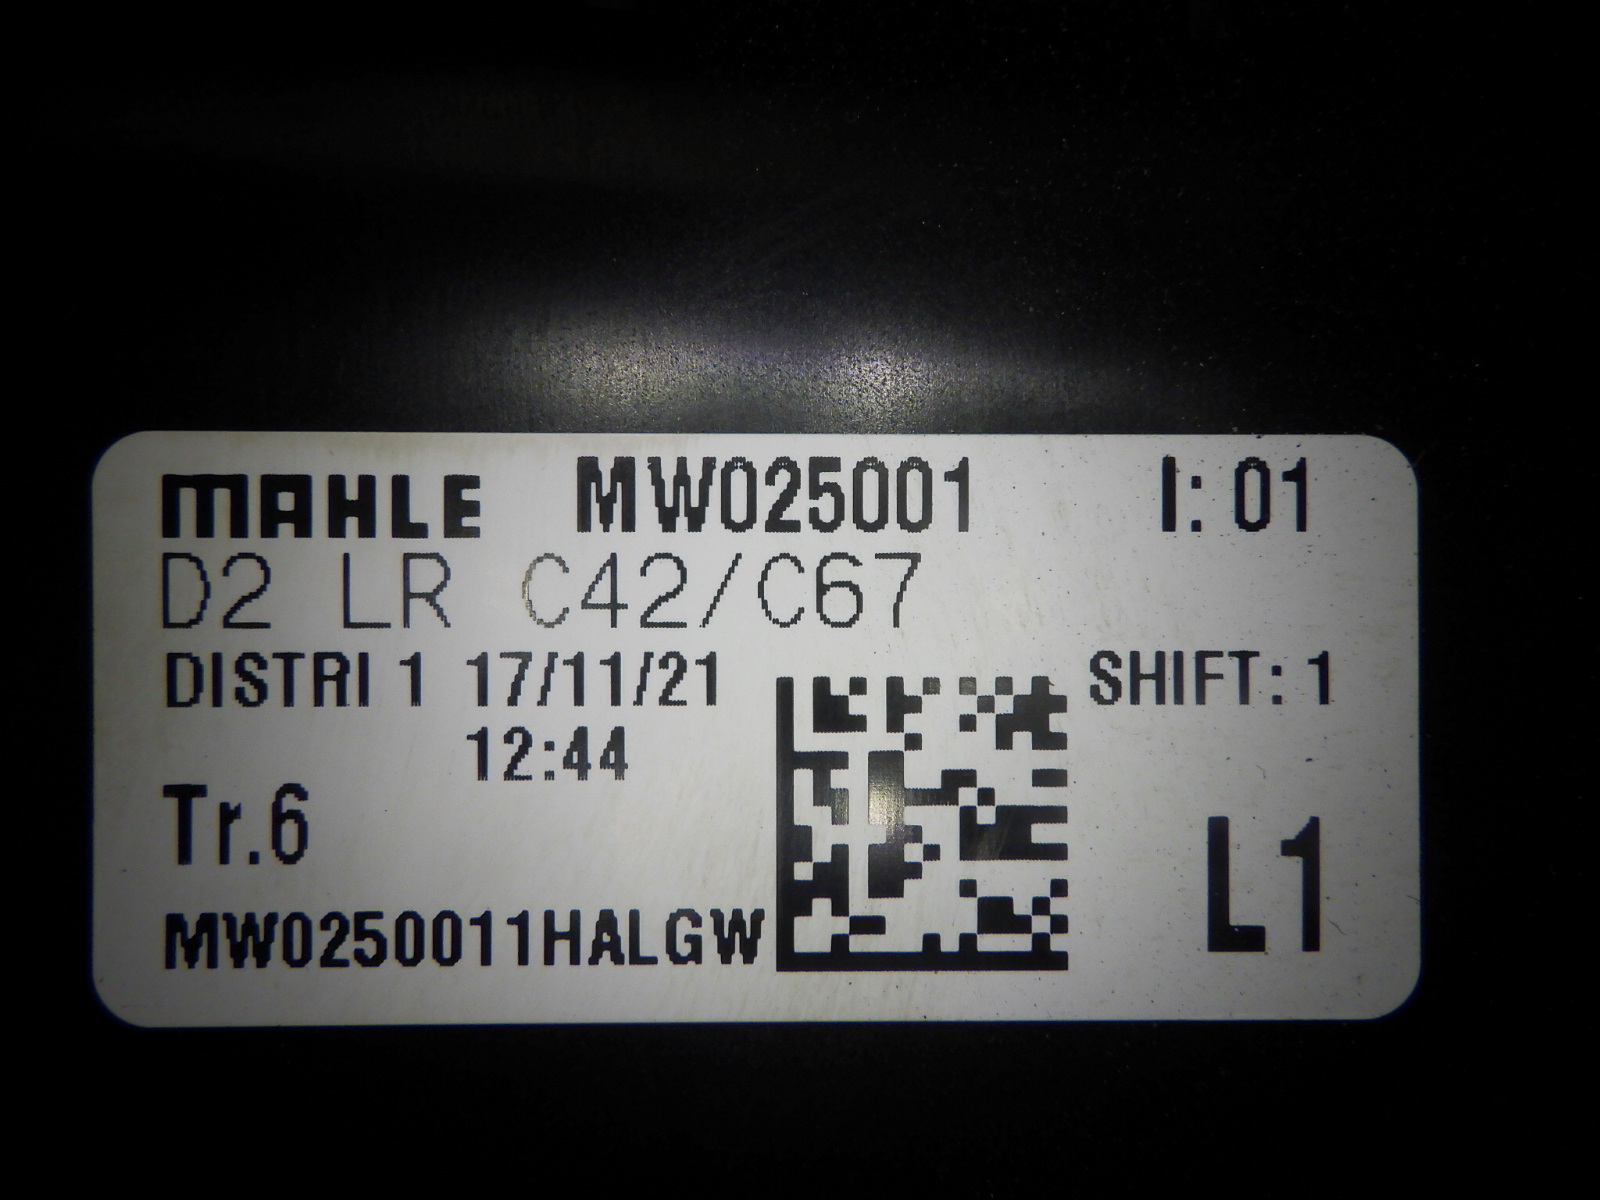 MAHLE MW025001 I: 01
D2 LR C42/C67
DISTRI 1 17/11/21 SHIFT: 1
12:44
Tr.6
L1
MW0250011HALGW